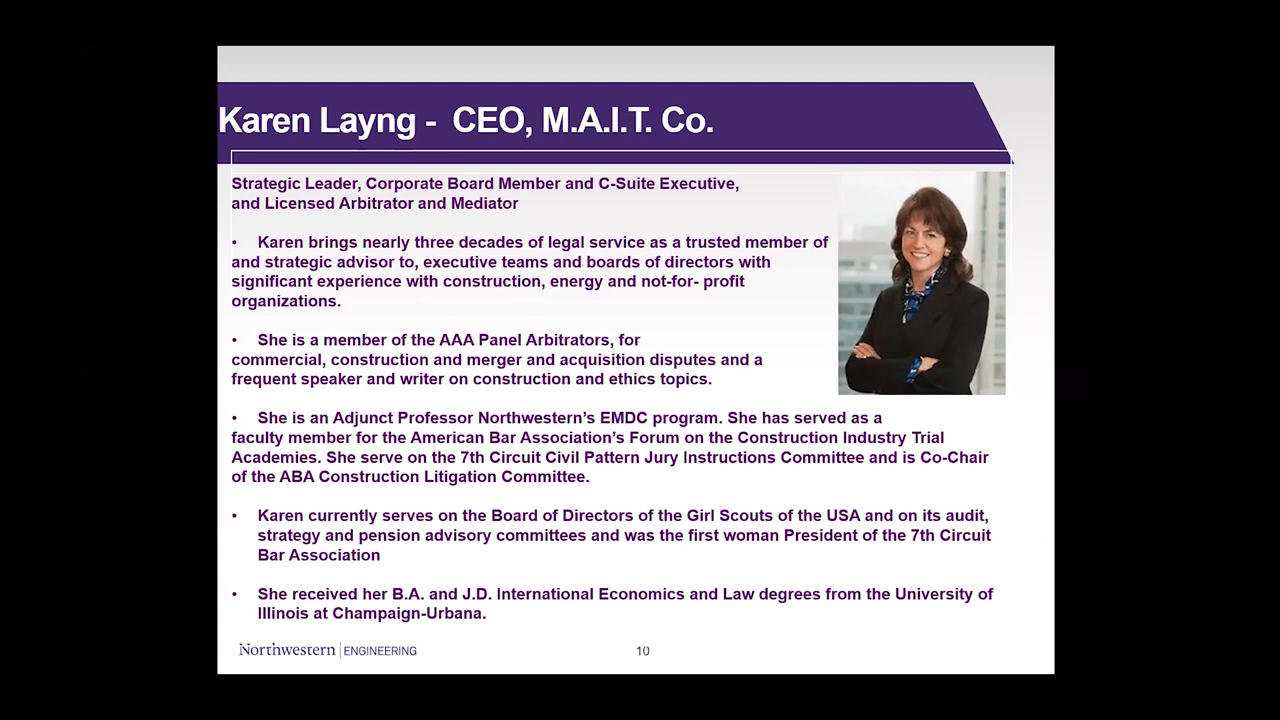 Karen Layng - CEO, M.A.I.T. Co.
Strategic Leader, Corporate Board Member and C-Suite Executive,
and Licensed Arbitrator and Mediator
• Karen brings nearly three decades of legal service as a trusted member of
and strategic advisor to, executive teams and boards of directors with
significant experience with construction, energy and not-for- profit
organizations.
• She is a member of the AAA Panel Arbitrators, for
commercial, construction and merger and acquisition disputes and a
frequent speaker and writer on construction and ethics topics.
• She is an Adjunct Professor Northwestern's EMDC program. She has served as a
faculty member for the American Bar Association's Forum on the Construction Industry Trial
Academies. She serve on the 7th Circuit Civil Pattern Jury Instructions Committee and is Co-Chair
of the ABA Construction Litigation Committee.
• Karen currently serves on the Board of Directors of the Girl Scouts of the USA and on its audit,
strategy and pension advisory committees and was the first woman President of the 7th Circuit
Bar Association
• She received her B.A. and J.D. International Economics and Law degrees from the University of
Illinois at Champaign-Urbana.
Northwestern | ENGINEERING
10